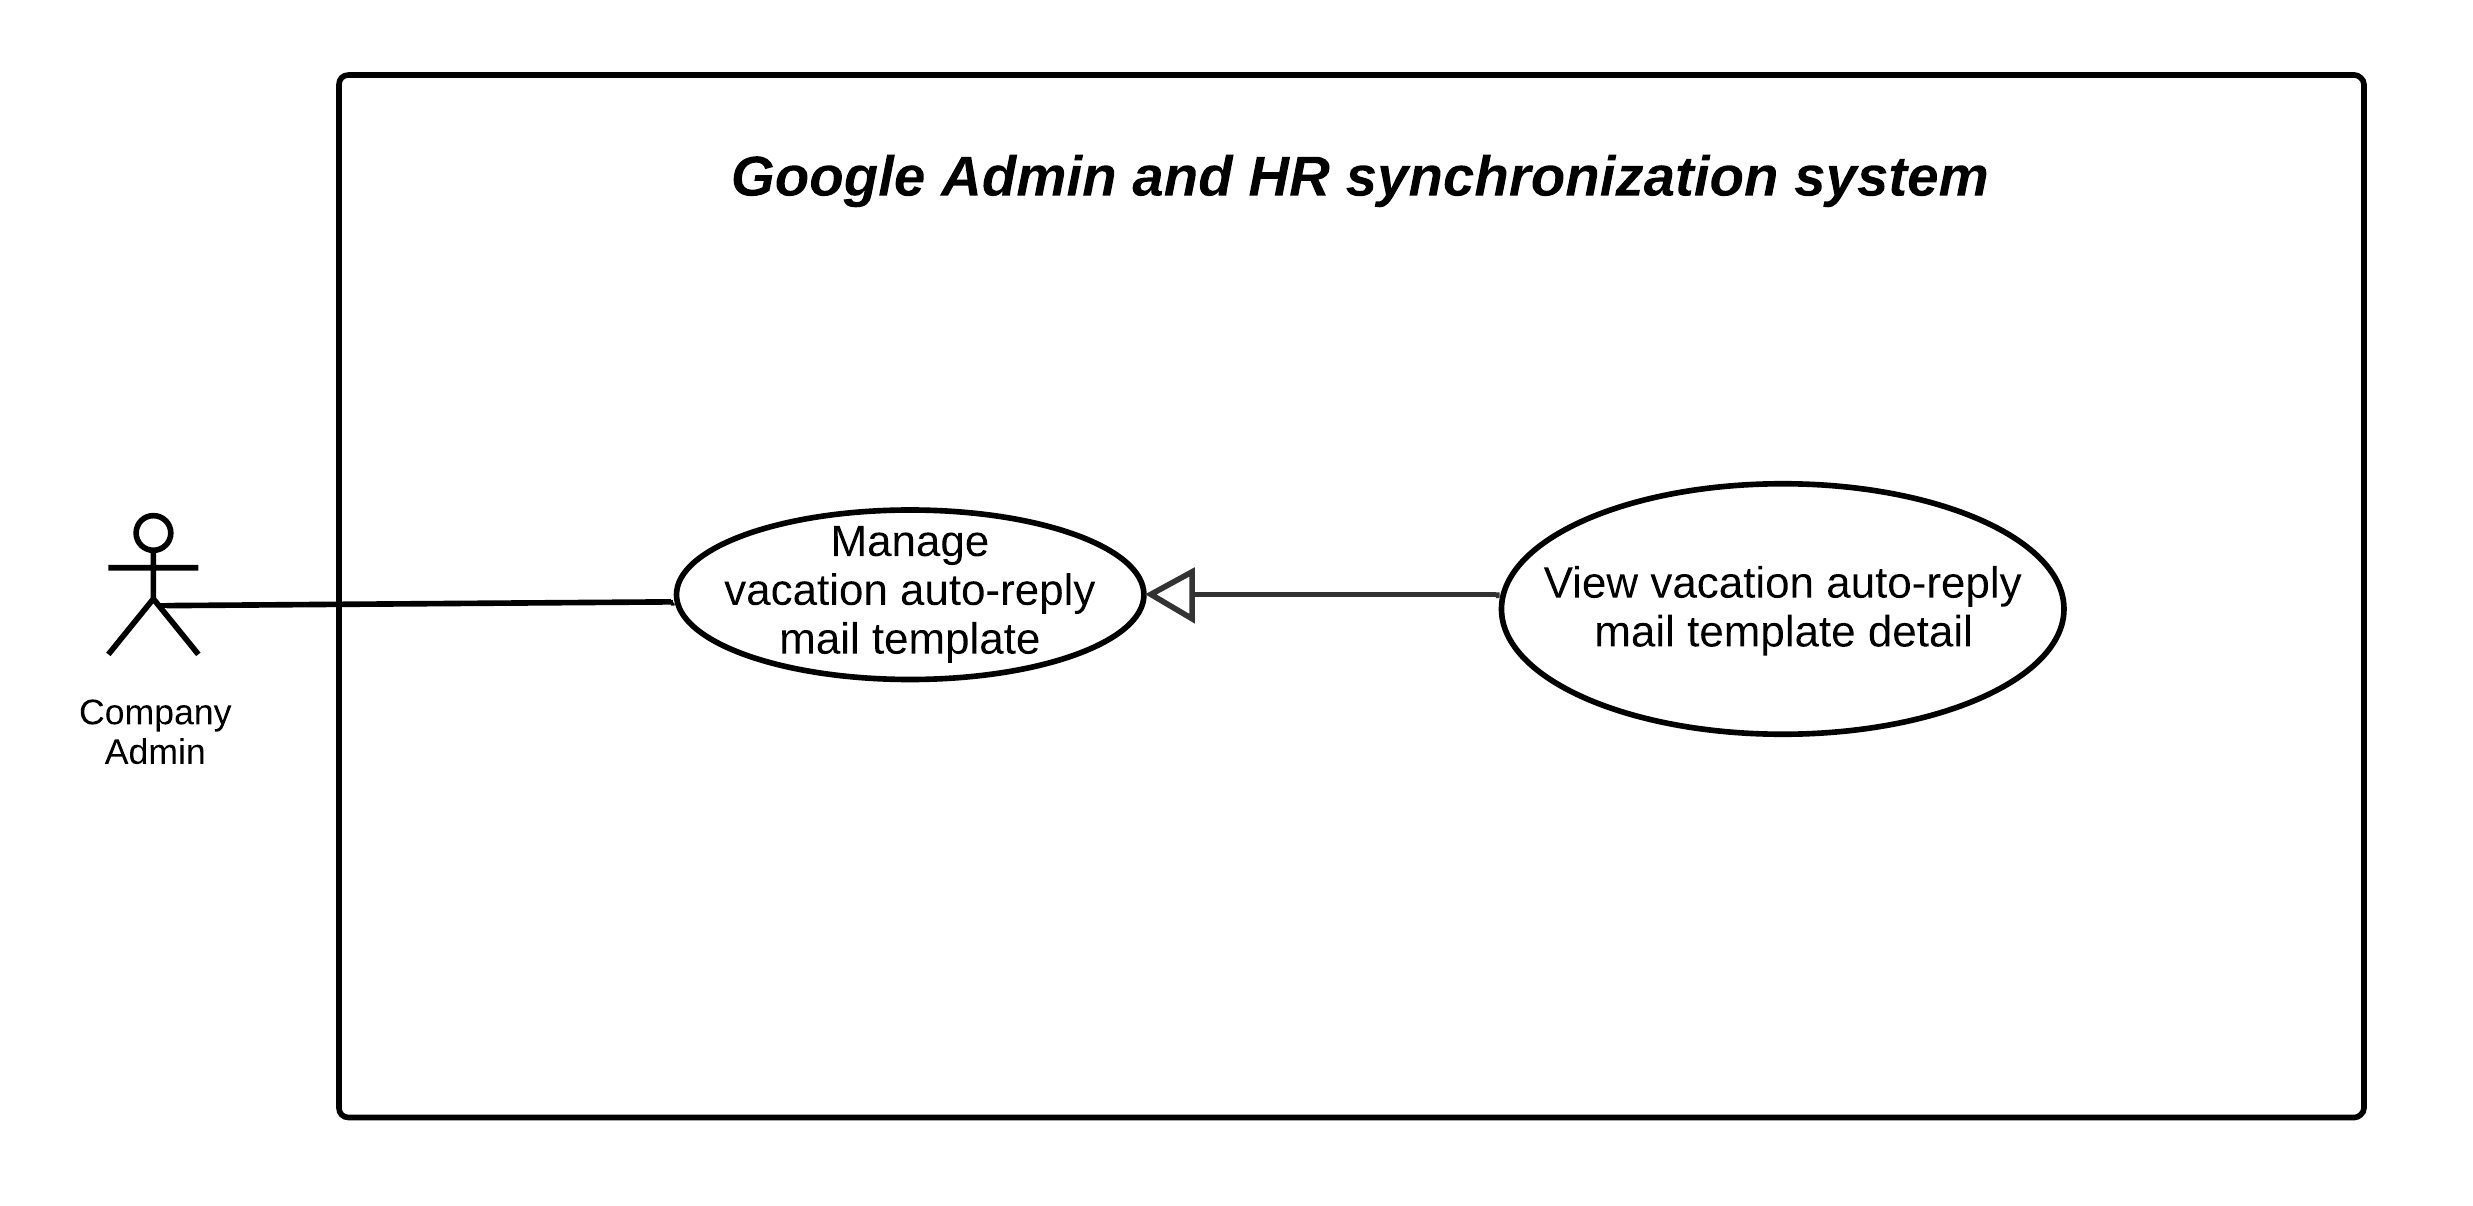 Google Admin and HR synchronization system
Manage
vacation auto-reply
mail template
View vacation auto-reply
mail template detail
Company
Admin